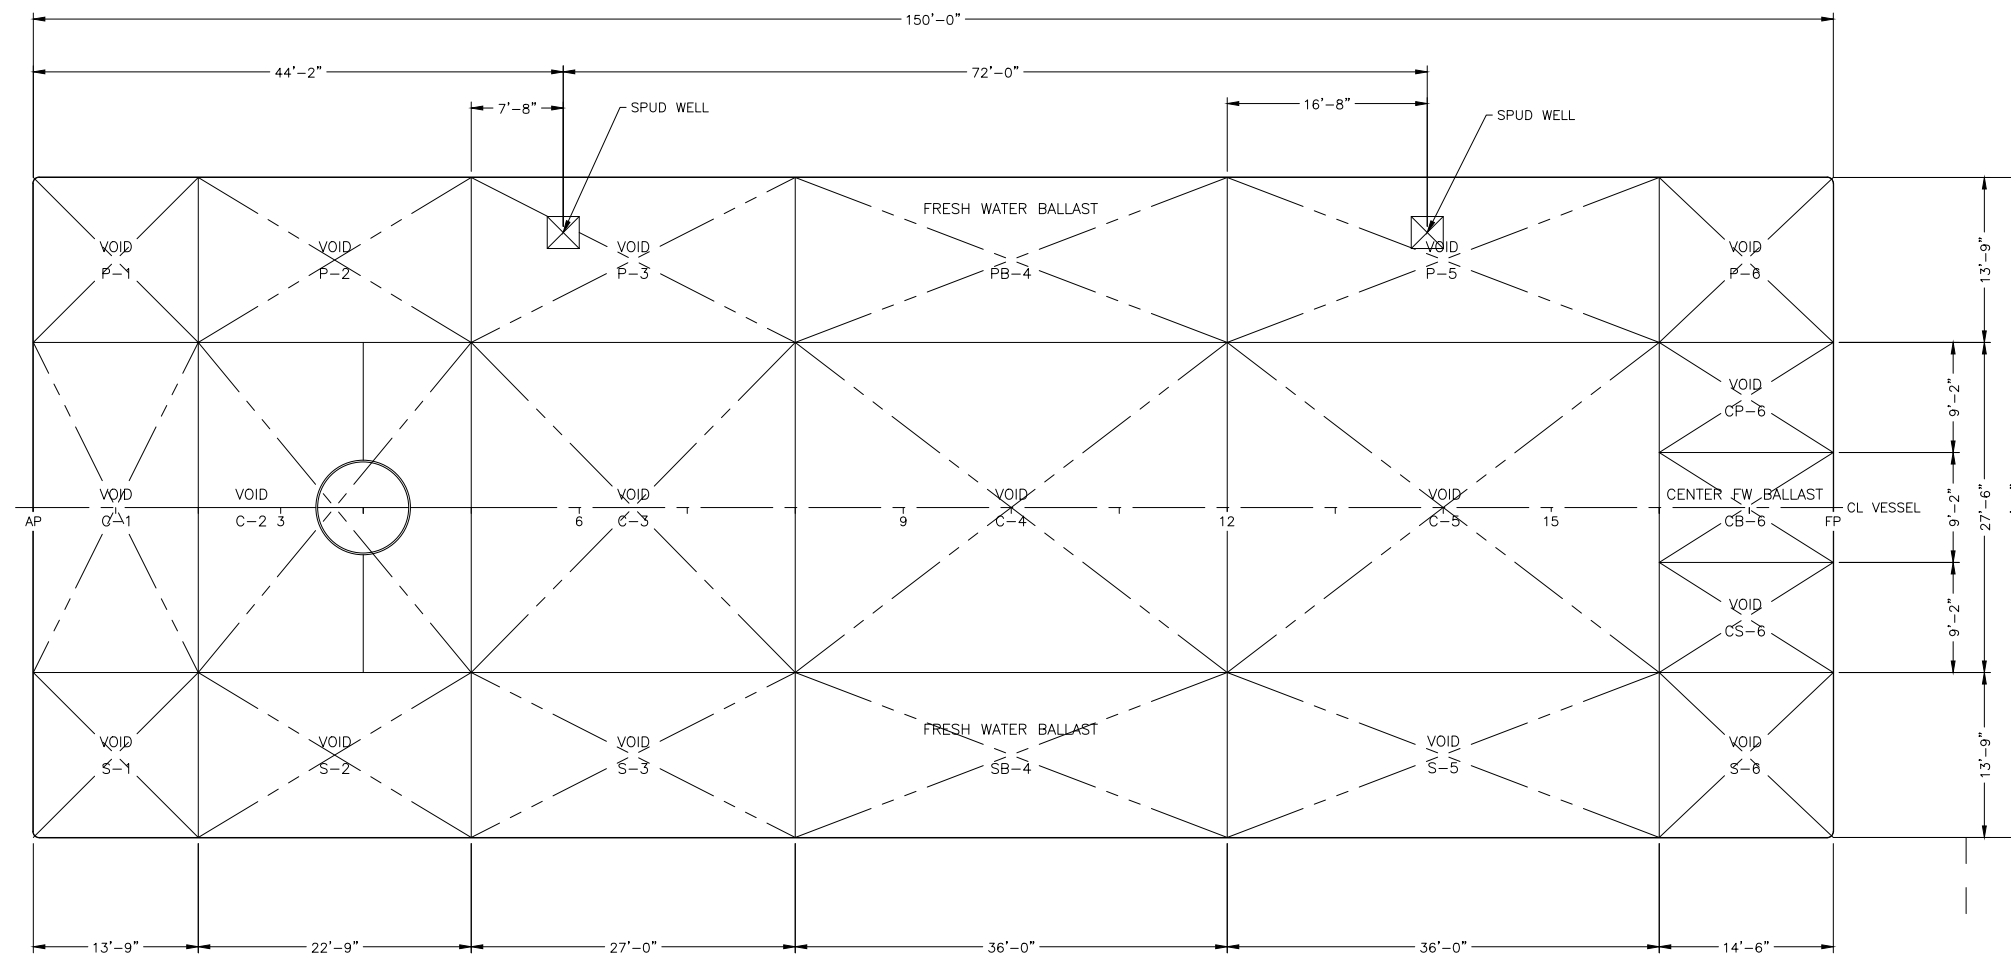 150'-0"
44'-2"
72'-0"
7'-8"
SPUD WELL
16'-8"
SPUD WELL
FRESH WATER BALLAST
VOID
P-1
VOID
P-2
VOID
P-3
PB-4
VOID
P-5
VOID
P-6
13'-9"
VOID
CP-6
9'-2"
VOID
C-1
VOID
C-2
VOID
C-3
VOID
C-4
VOID
C-5
CENTER FW BALLAST
CB-6
CL VESSEL
AP
3
6
9
12
15
FP
9'-2"
27'-6"
VOID
CS-6
9'-2"
FRESH WATER BALLAST
VOID
S-1
VOID
S-2
VOID
S-3
SB-4
VOID
S-5
VOID
S-6
13'-9"
13'-9"
22'-9"
27'-0"
36'-0"
36'-0"
14'-6"